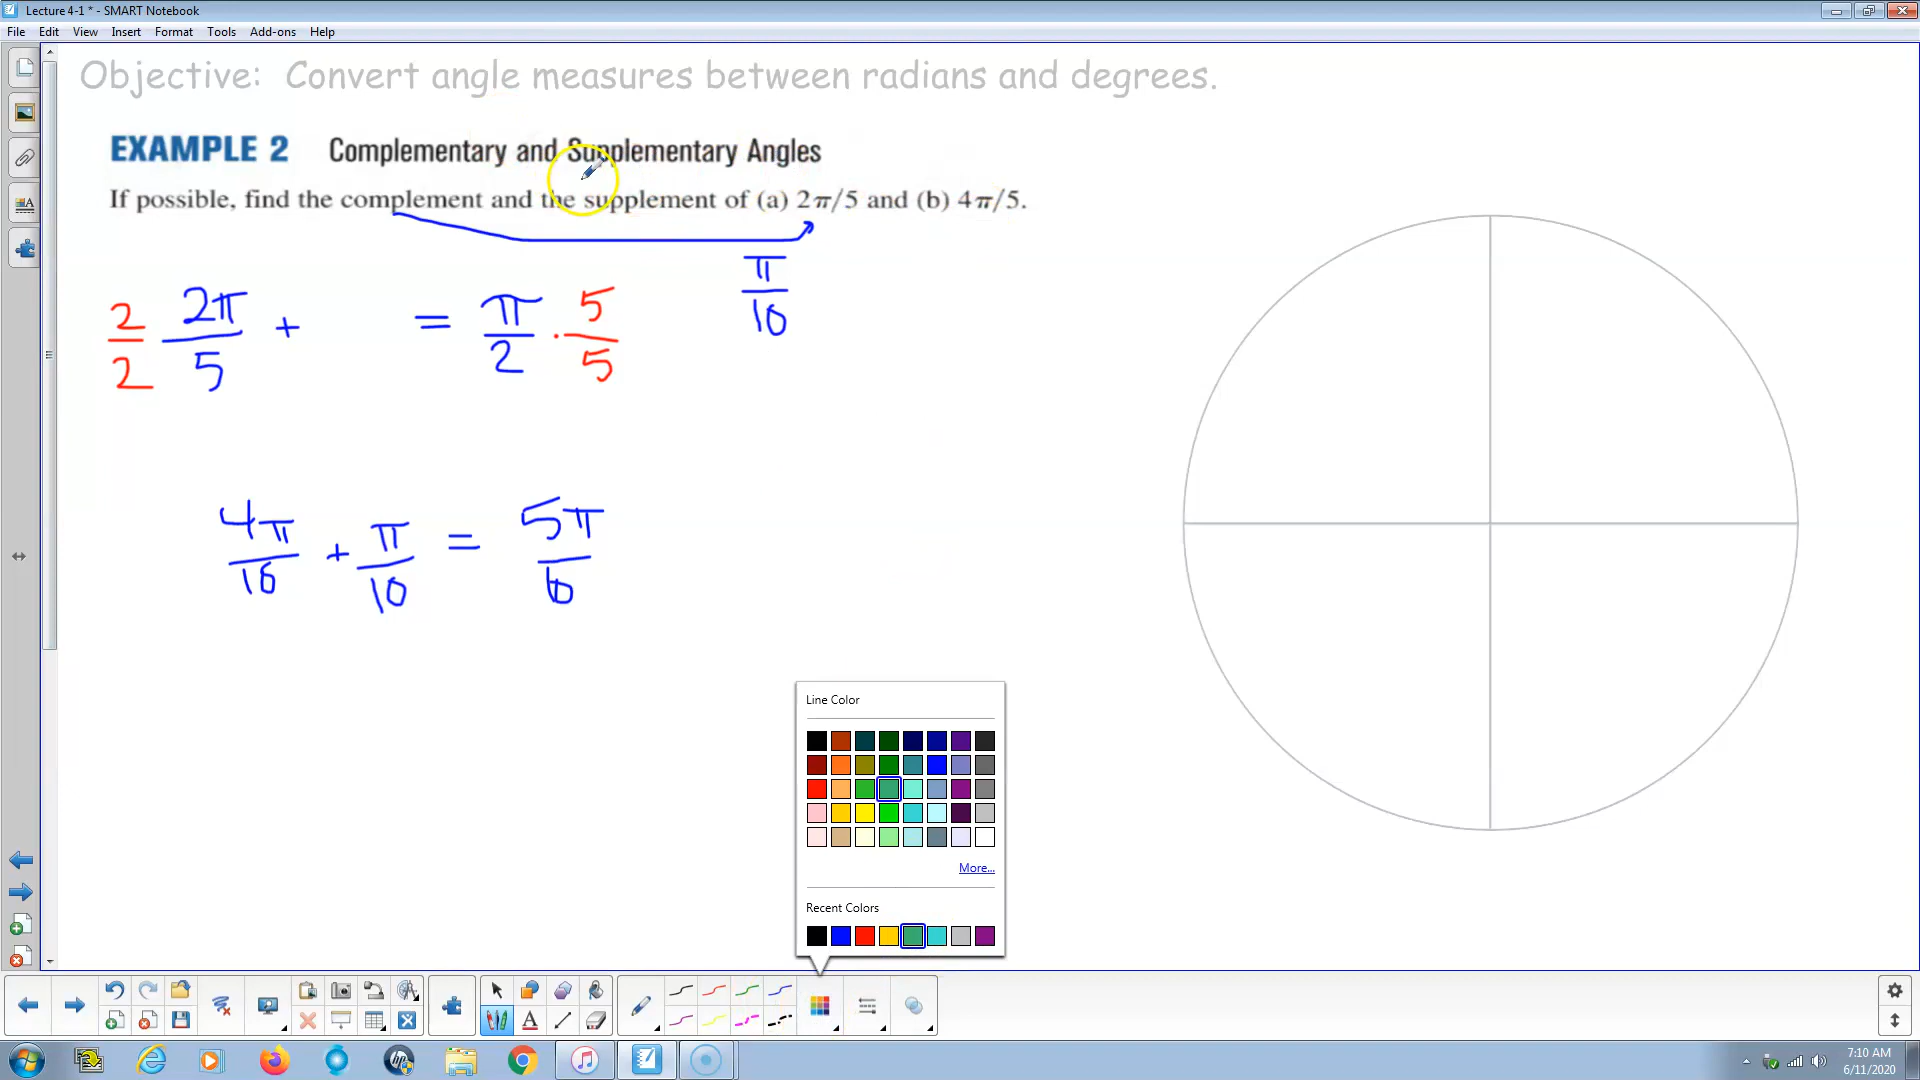 Lecture 4-1 * - SMART Notebook
File Edit View Insert Format Tools Add-ons Help
Objective: Convert angle measures between radians and degrees.
EXAMPLE 2 Complementary and Supplementary Angles
If possible, find the complement and the supplement of (a) 2π/5 and (b) 4π/5.
π/10
2/2 2π/5 + = π/2 · 5/5
4π/10 + π/10 = 5π/10
Line Color
More...
Recent Colors
A
7:10 AM
6/11/2020